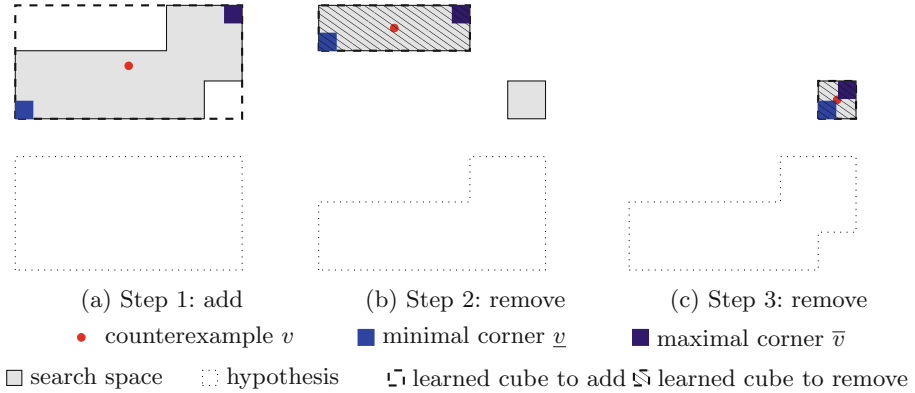 (a) Step 1: add (b) Step 2: remove (c) Step 3: remove
counterexample v minimal corner v̲ maximal corner v̅
search space hypothesis learned cube to add learned cube to remove